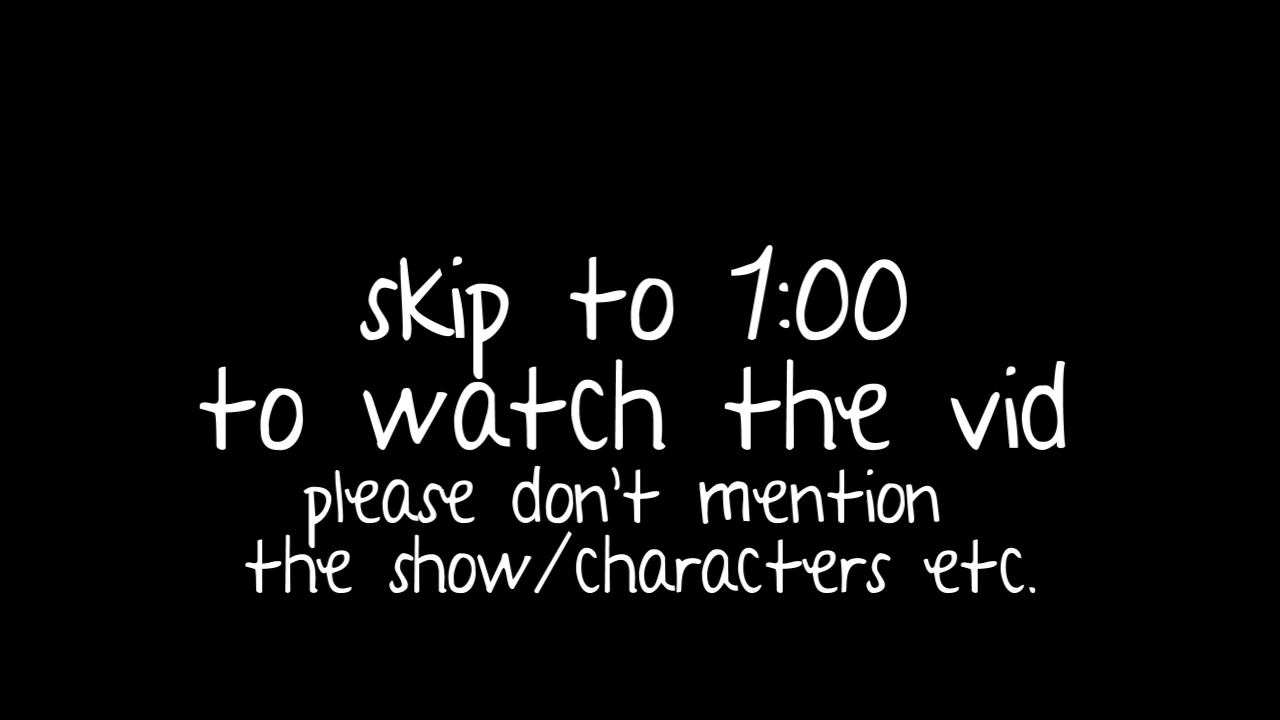 skip to 1:00
to watch the vid
please don't mention
the show/characters etc.